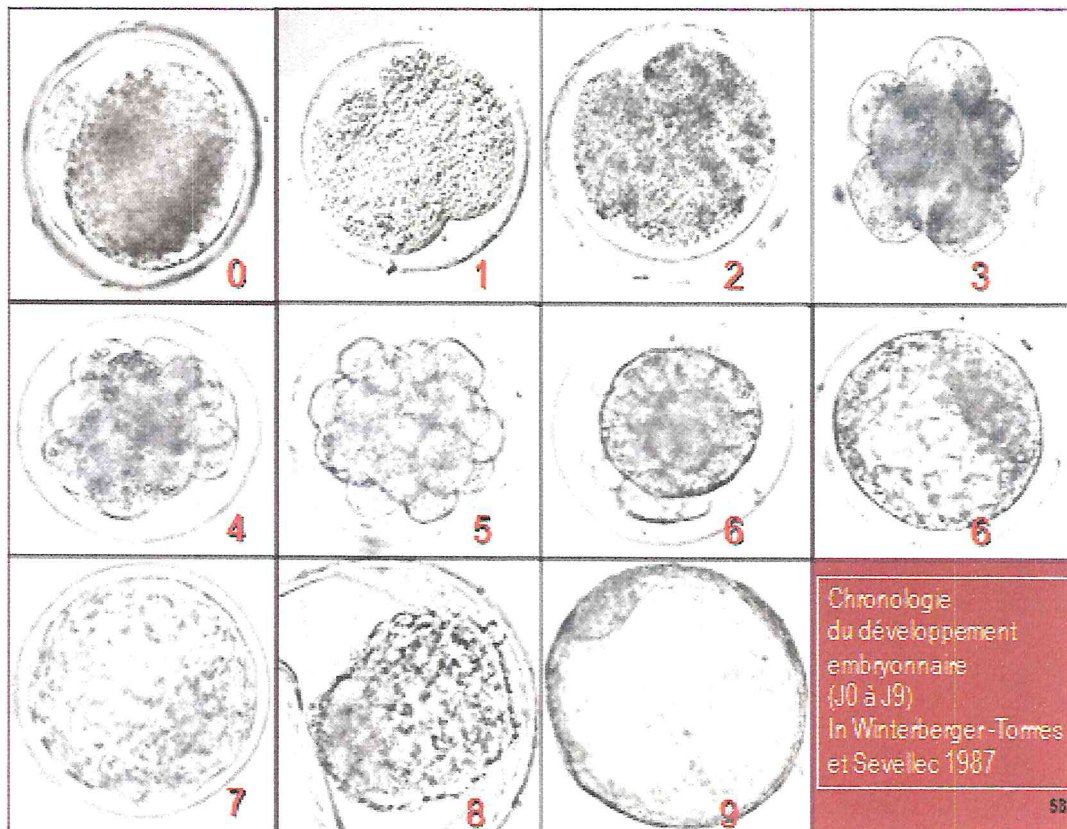 0
1
2
3
4
5
6
6
7
8
9
Chronologie
du développement
embryonnaire
(J0 à J9)
In Winterberger-Torres
et Sevellec 1987
58